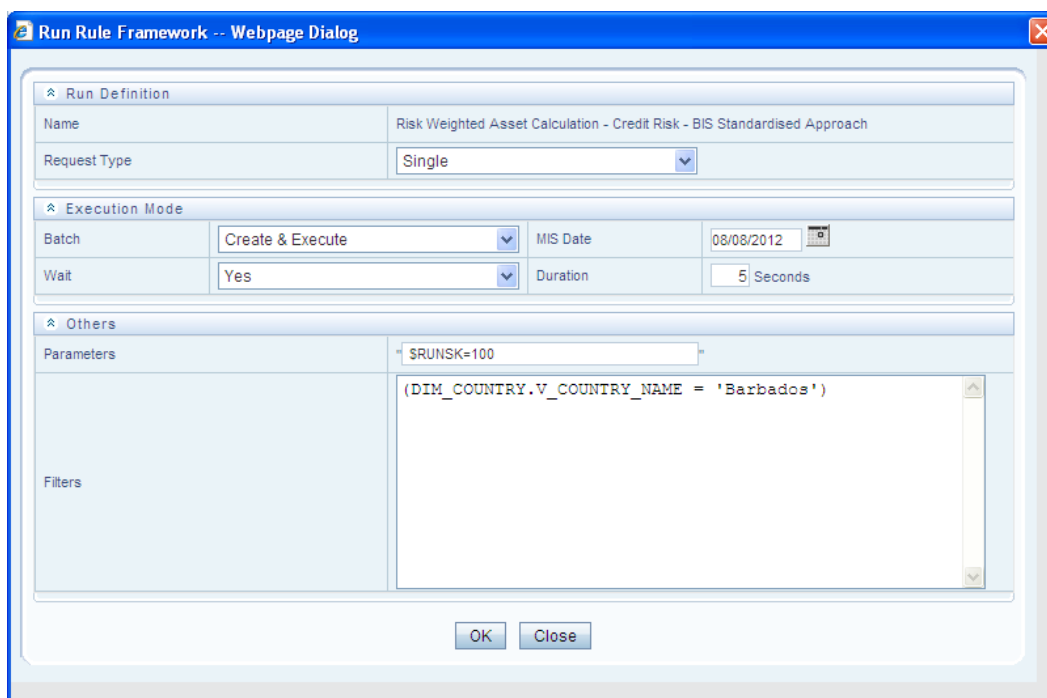 Run Rule Framework -- Webpage Dialog
Run Definition
Name Risk Weighted Asset Calculation - Credit Risk - BIS Standardised Approach
Request Type Single
Execution Mode
Batch Create & Execute MIS Date 08/08/2012
Wait Yes Duration 5 Seconds
Others
Parameters " $RUNSK=100 "
(DIM_COUNTRY.V_COUNTRY_NAME = 'Barbados')
Filters
OK Close